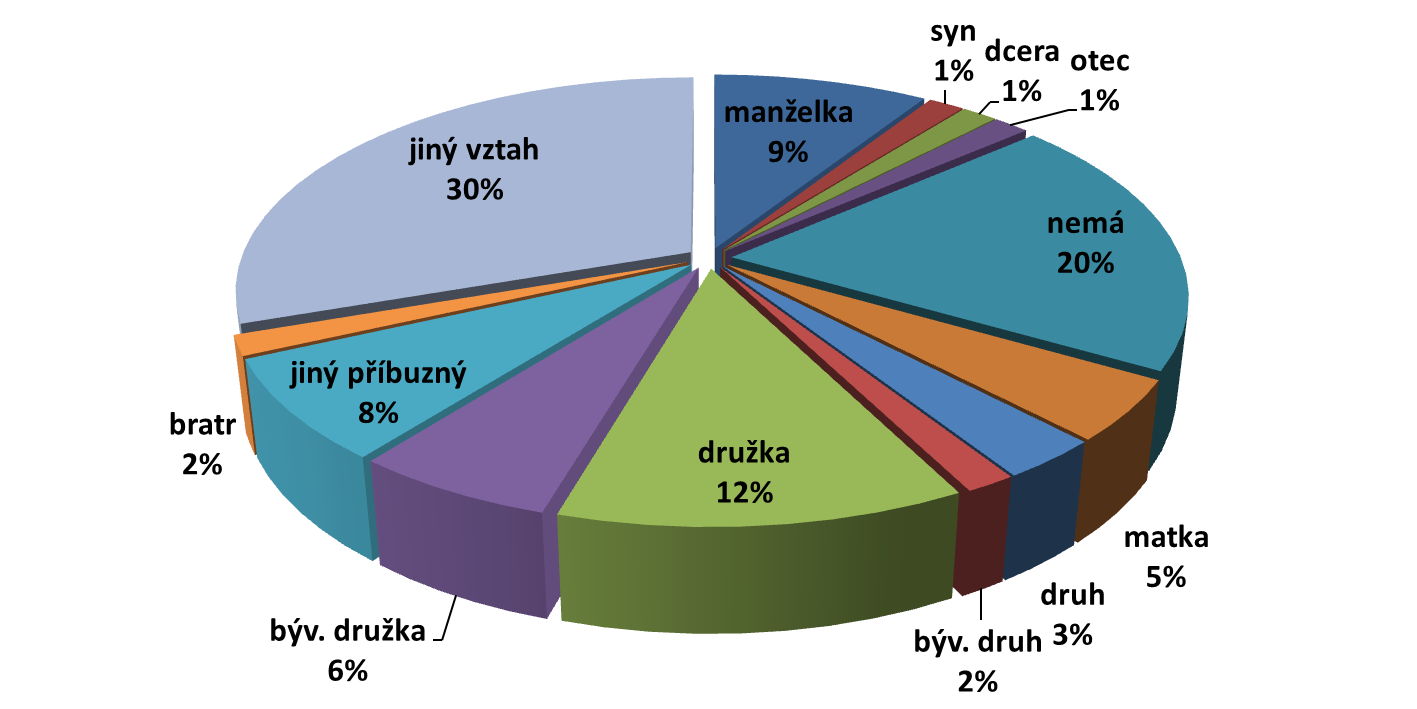 manželka
9%
syn
1%
dcera
1%
otec
1%
nemá
20%
matka
5%
druh
3%
býv. druh
2%
družka
12%
býv. družka
6%
jiný příbuzný
8%
bratr
2%
jiný vztah
30%